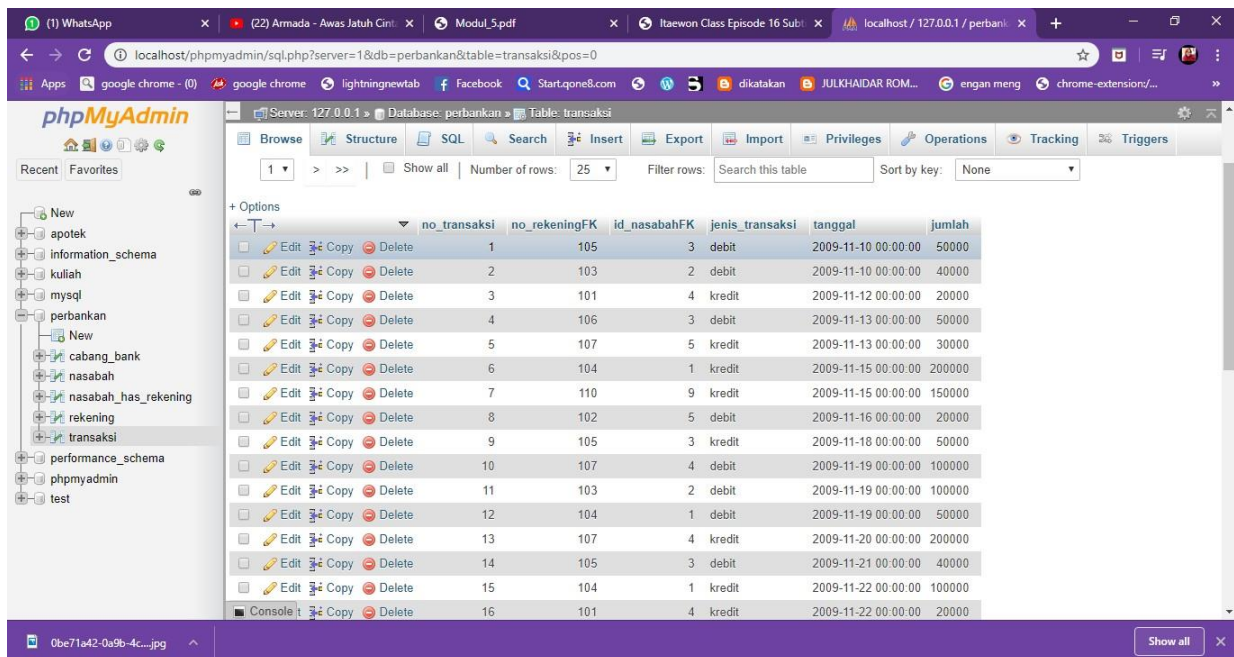 (1) WhatsApp
(22) Armada - Awas Jatuh Cint
Modul_5.pdf
Itaewon Class Episode 16 Subt
localhost / 127.0.0.1 / perbank
localhost/phpmyadmin/sql.php?server=1&db=perbankan&table=transaksi&pos=0
Apps google chrome - (0) google chrome lightningnewtab Facebook Start.qone8.com dikatakan JULKHAIDAR ROM... engan meng chrome-extension:/... »
phpMyAdmin
Recent Favorites
New
apotek
information_schema
kuliah
mysql
perbankan
New
cabang_bank
nasabah
nasabah_has_rekening
rekening
transaksi
performance_schema
phpmyadmin
test
Server: 127.0.0.1 » Database: perbankan » Table: transaksi
Browse Structure SQL Search Insert Export Import Privileges Operations Tracking Triggers
1 > >> Show all Number of rows: 25 Filter rows: Search this table Sort by key: None
+ Options
no_transaksi no_rekeningFK id_nasabahFK jenis_transaksi tanggal jumlah
Edit Copy Delete 1 105 3 debit 2009-11-10 00:00:00 50000
Edit Copy Delete 2 103 2 debit 2009-11-10 00:00:00 40000
Edit Copy Delete 3 101 4 kredit 2009-11-12 00:00:00 20000
Edit Copy Delete 4 106 3 debit 2009-11-13 00:00:00 50000
Edit Copy Delete 5 107 5 kredit 2009-11-13 00:00:00 30000
Edit Copy Delete 6 104 1 kredit 2009-11-15 00:00:00 200000
Edit Copy Delete 7 110 9 kredit 2009-11-15 00:00:00 150000
Edit Copy Delete 8 102 5 debit 2009-11-16 00:00:00 20000
Edit Copy Delete 9 105 3 kredit 2009-11-18 00:00:00 50000
Edit Copy Delete 10 107 4 debit 2009-11-19 00:00:00 100000
Edit Copy Delete 11 103 2 debit 2009-11-19 00:00:00 100000
Edit Copy Delete 12 104 1 debit 2009-11-19 00:00:00 50000
Edit Copy Delete 13 107 4 kredit 2009-11-20 00:00:00 200000
Edit Copy Delete 14 105 3 debit 2009-11-21 00:00:00 40000
Edit Copy Delete 15 104 1 kredit 2009-11-22 00:00:00 100000
Console t Copy Delete 16 101 4 kredit 2009-11-22 00:00:00 20000
0be71a42-0a9b-4c....jpg
Show all